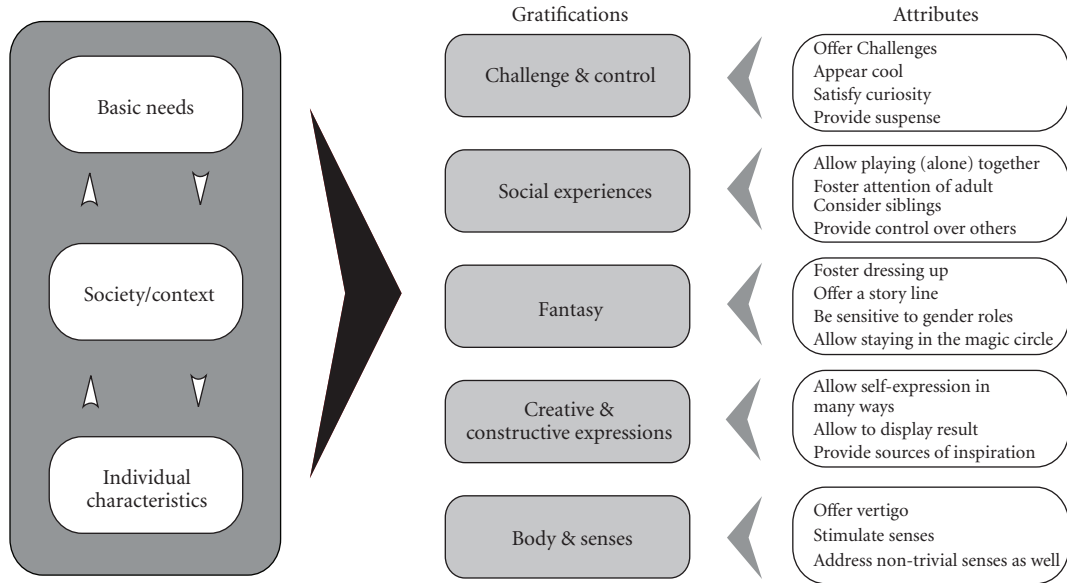 Gratifications
Attributes
Basic needs
Society/context
Individual
characteristics
Challenge & control
Offer Challenges
Appear cool
Satisfy curiosity
Provide suspense
Social experiences
Allow playing (alone) together
Foster attention of adult
Consider siblings
Provide control over others
Fantasy
Foster dressing up
Offer a story line
Be sensitive to gender roles
Allow staying in the magic circle
Creative &
constructive expressions
Allow self-expression in
many ways
Allow to display result
Provide sources of inspiration
Body & senses
Offer vertigo
Stimulate senses
Address non-trivial senses as well